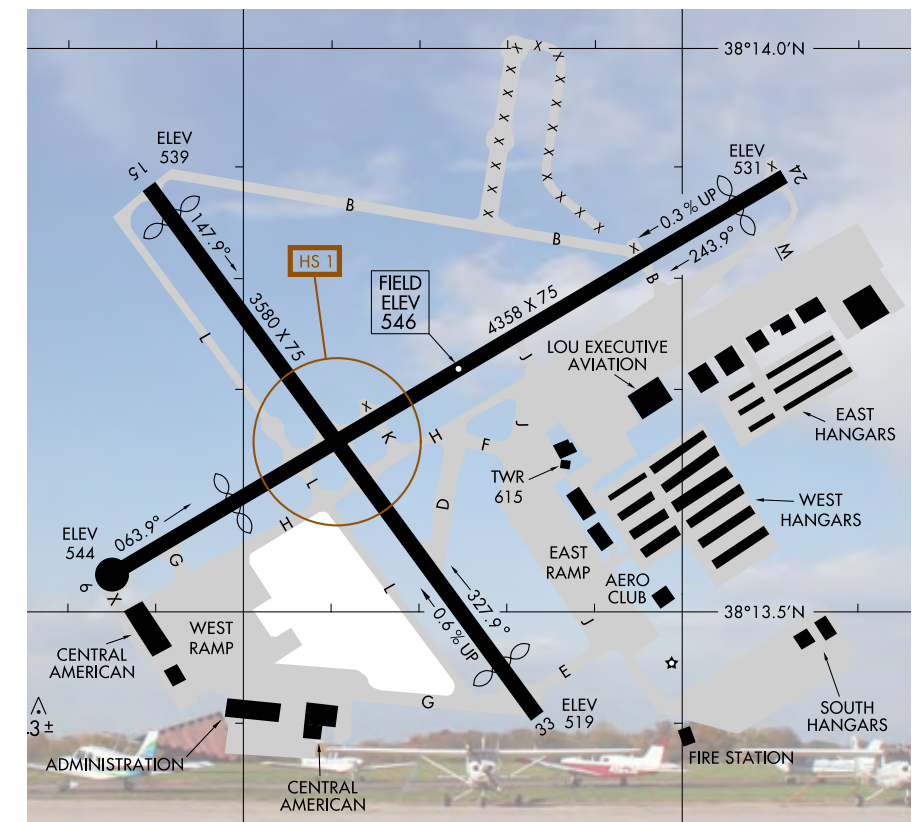 38°14.0'N
X X X
X X
X X
X X
X X
X X
X X X
15
ELEV
539
ELEV
531
X
24
B
0.3 % UP
243.9°
B
X
B
W
147.9°
HS 1
3580 X 75
FIELD
ELEV
546
4358 X 75
L
J
LOU EXECUTIVE
AVIATION
EAST
HANGARS
X
K
H
F
J
TWR
615
L
D
WEST
HANGARS
H
ELEV
544
063.9°
G
EAST
RAMP
AERO
CLUB
6
X
L
327.9°
0.6 % UP
J
38°13.5'N
WEST
RAMP
CENTRAL
AMERICAN
E
G
33
ELEV
519
SOUTH
HANGARS
.3 ±
ADMINISTRATION
FIRE STATION
CENTRAL
AMERICAN